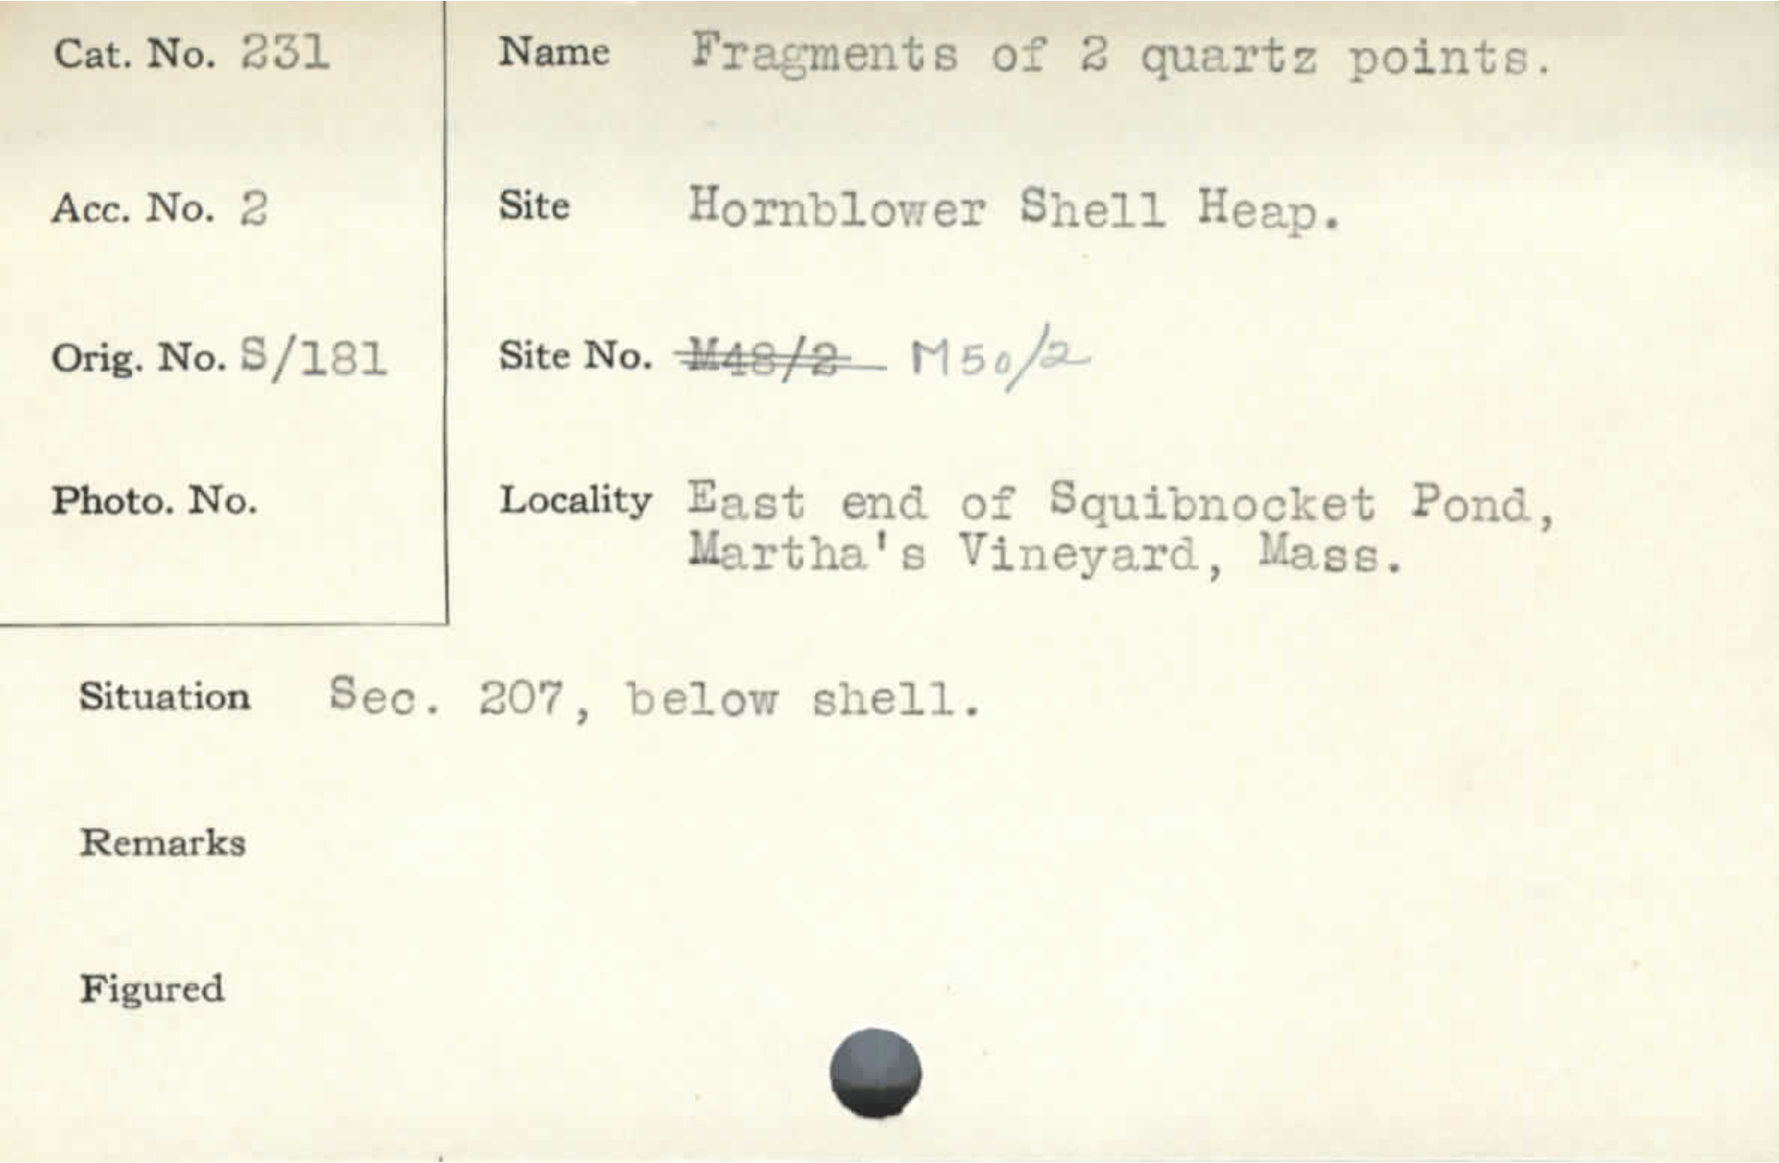 Cat. No. 231
Name Fragments of 2 quartz points.
Acc. No. 2
Site Hornblower Shell Heap.
Orig. No. S/181
Site No. M48/2 M50/2
Photo. No.
Locality East end of Squibnocket Pond,
Martha's Vineyard, Mass.
Situation Sec. 207, below shell.
Remarks
Figured